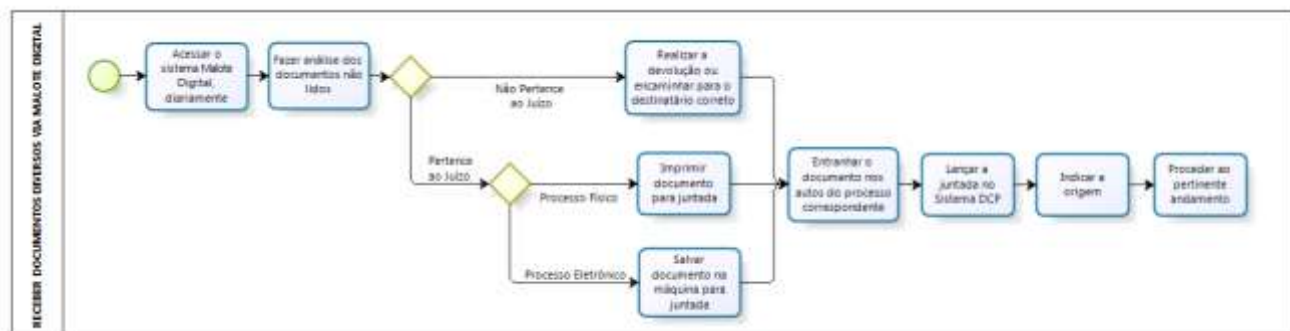 RECEBER DOCUMENTOS DIVERSOS VIA MALOTE DIGITAL
Acessar o
sistema Malote
Digital,
diariamente
Fazer análise dos
documentos não
lidos
Não Pertence
ao Juízo
Realizar a
devolução ou
encaminhar para o
destinatário correto
Pertence
ao Juízo
Processo Físico
Imprimir
documento
para juntada
Processo Eletrônico
Salvar
documento na
máquina para
juntada
Entranhar o
documento nos
autos do processo
correspondente
Lançar a
juntada no
Sistema DCP
Indicar a
origem
Proceder ao
pertinente
andamento